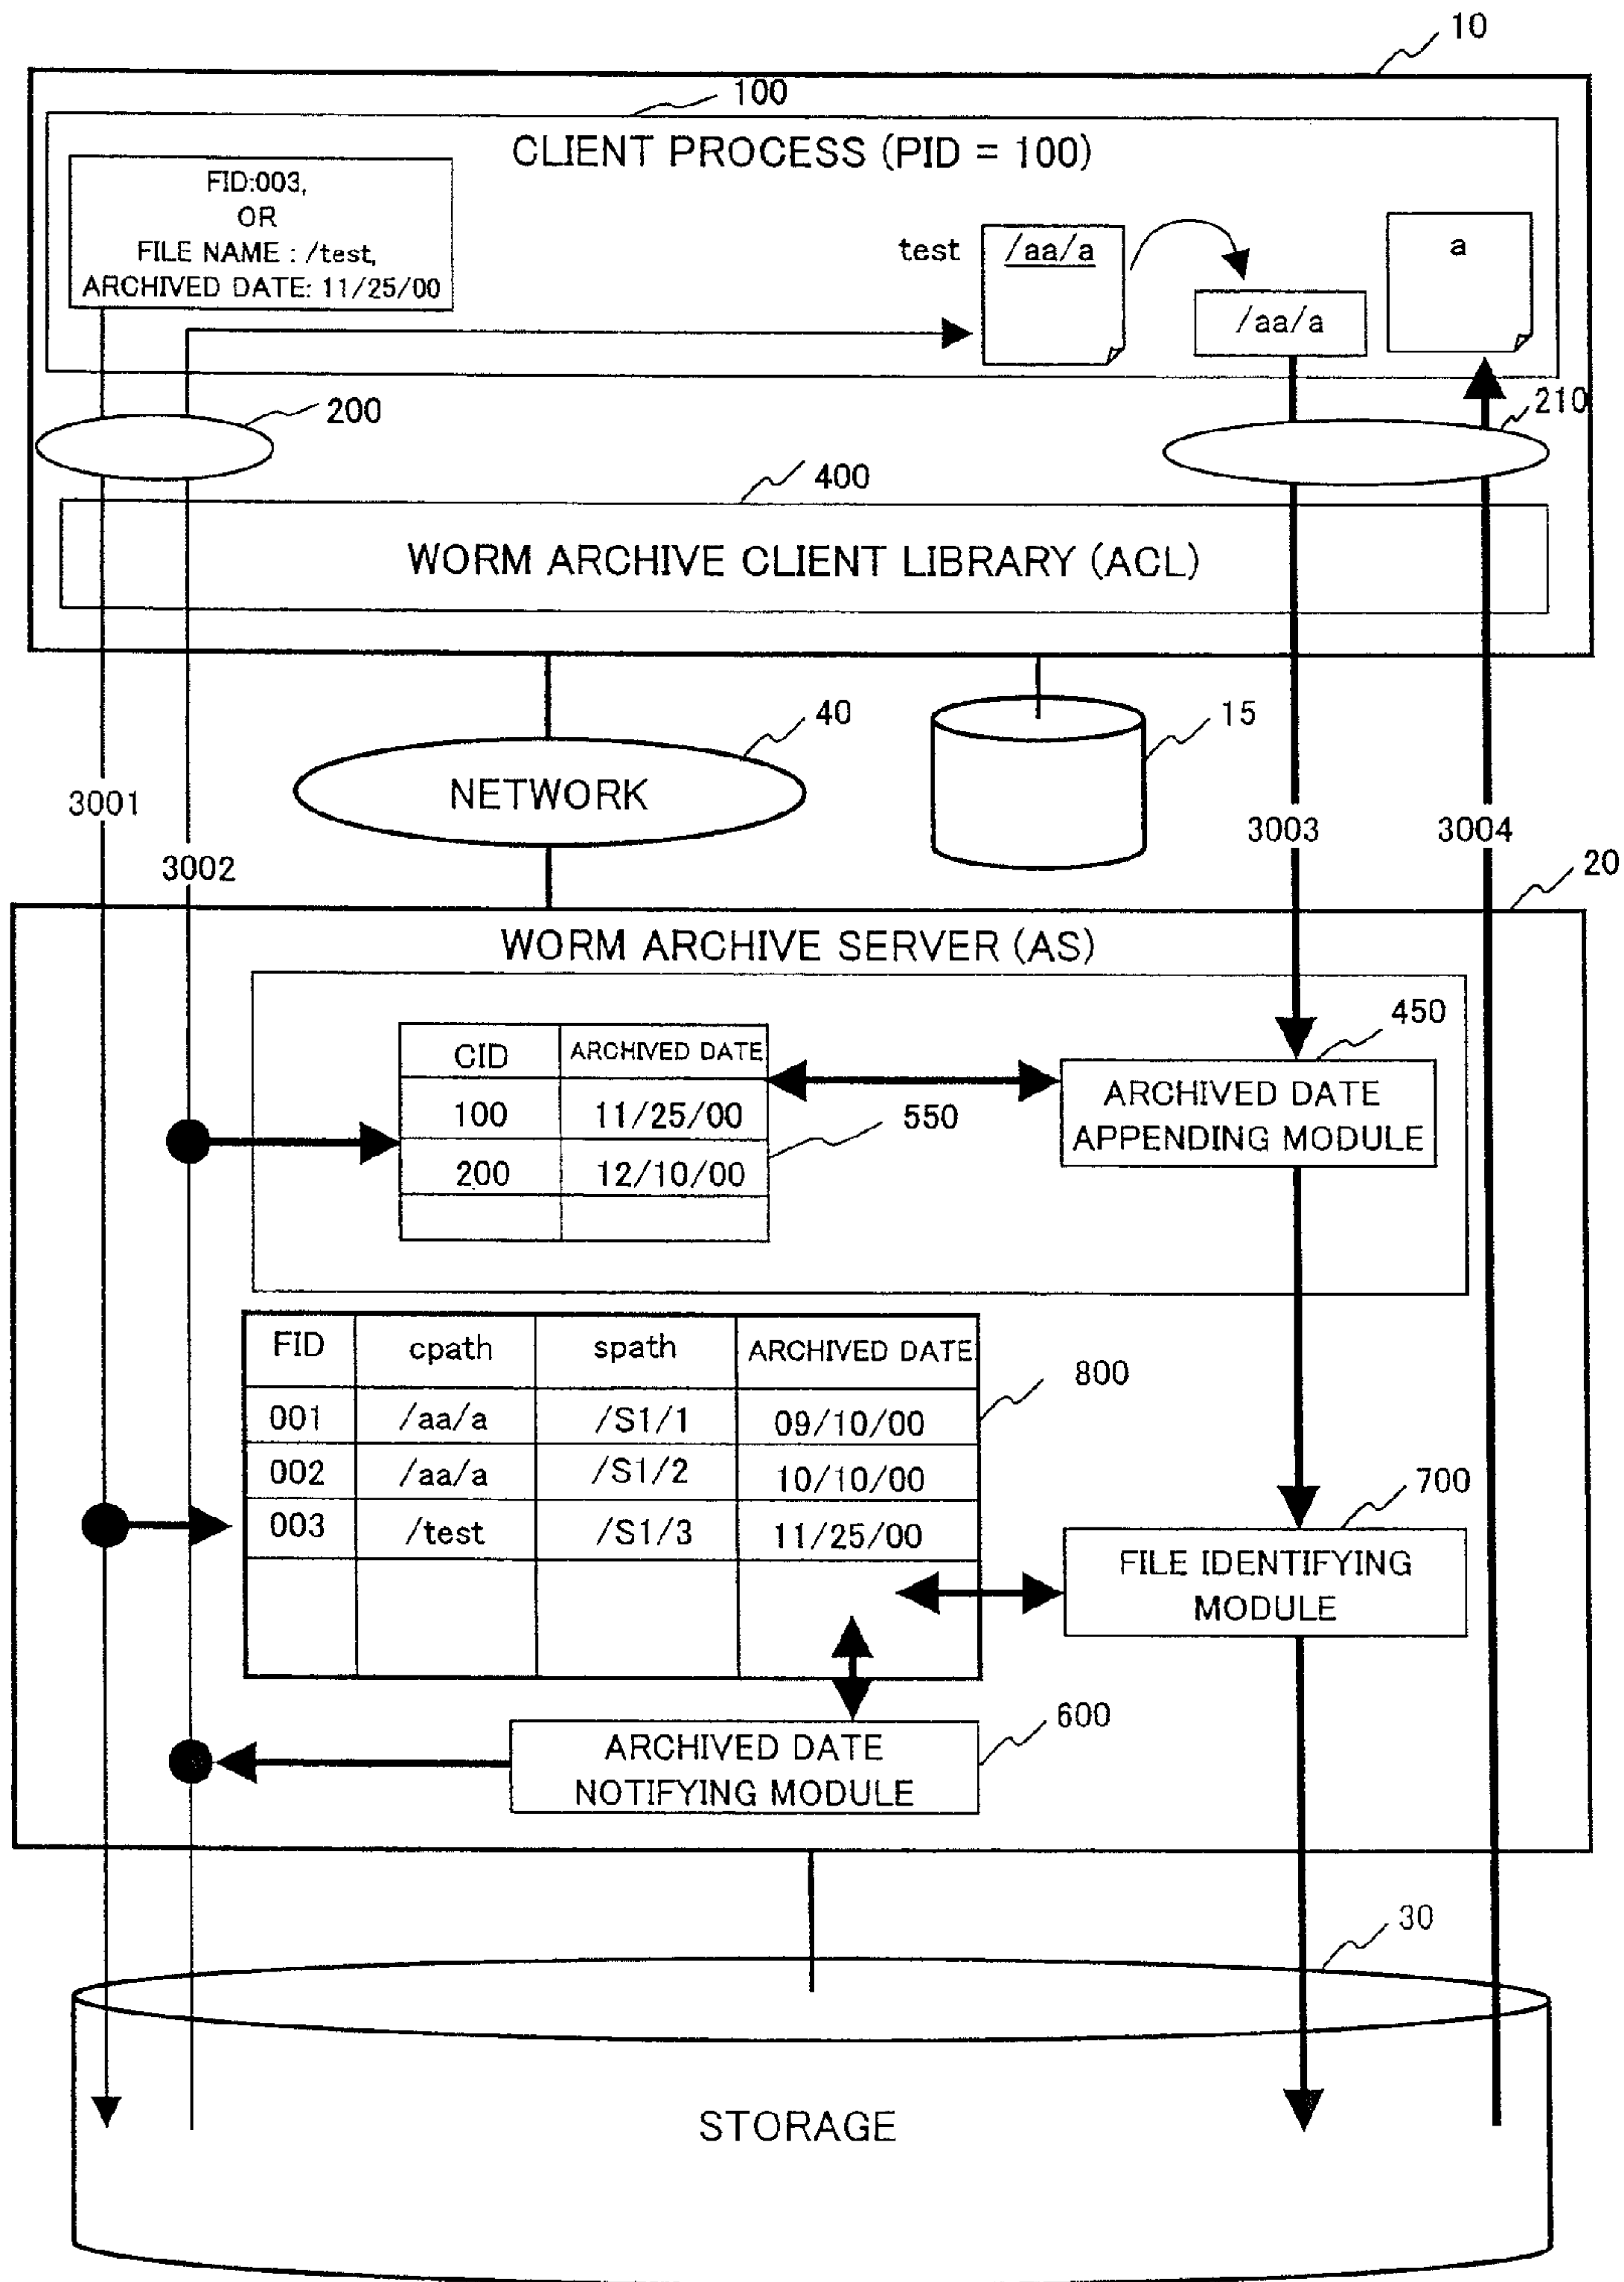 10
100
CLIENT PROCESS (PID = 100)
FID:003,
OR
FILE NAME : /test,
ARCHIVED DATE: 11/25/00
test
/aa/a
/aa/a
a
200
210
400
WORM ARCHIVE CLIENT LIBRARY (ACL)
40
15
NETWORK
3001
3002
3003
3004
20
WORM ARCHIVE SERVER (AS)
450
CID ARCHIVED DATE
100 11/25/00
200 12/10/00
550
ARCHIVED DATE
APPENDING MODULE
FID cpath spath ARCHIVED DATE
001 /aa/a /S1/1 09/10/00
002 /aa/a /S1/2 10/10/00
003 /test /S1/3 11/25/00
800
700
FILE IDENTIFYING
MODULE
600
ARCHIVED DATE
NOTIFYING MODULE
30
STORAGE